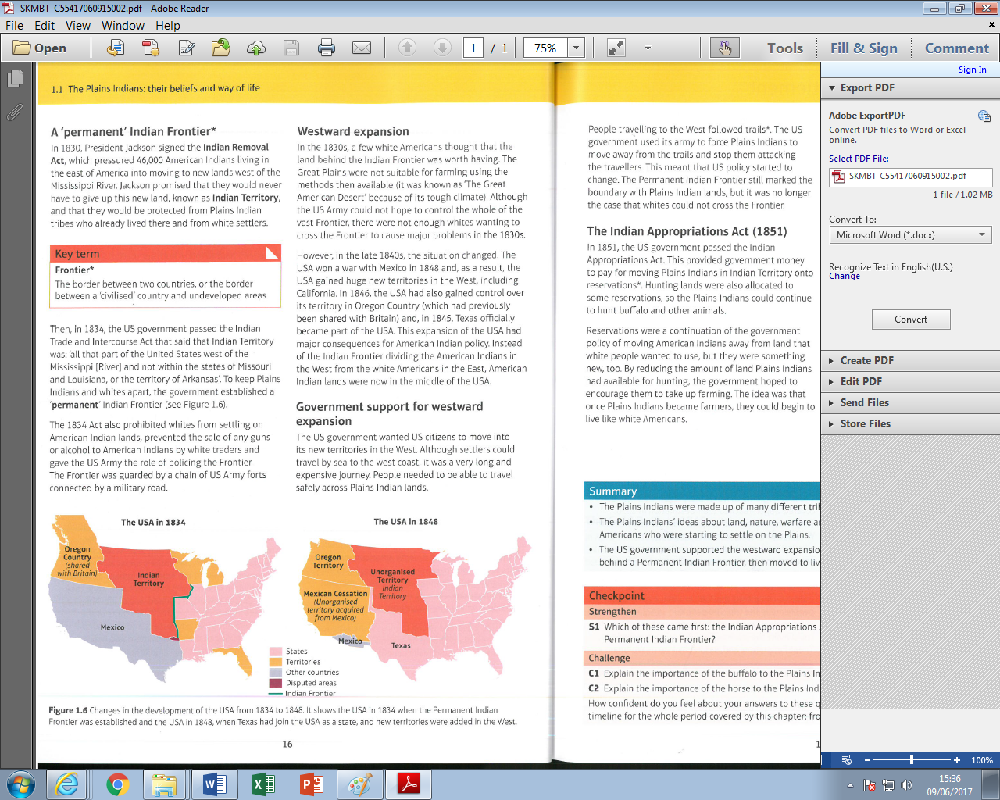 SKMBT_C55417060915002.pdf - Adobe Reader
File Edit View Window Help
Open
1 / 1
75%
Tools
Fill & Sign
Comment
Sign In
1.1 The Plains Indians: their beliefs and way of life
A ‘permanent’ Indian Frontier*
In 1830, President Jackson signed the Indian Removal
Act, which pressured 46,000 American Indians living in
the east of America into moving to new lands west of the
Mississippi River. Jackson promised that they would never
have to give up this new land, known as Indian Territory,
and that they would be protected from Plains Indian
tribes who already lived there and from white settlers.
Key term
Frontier*
The border between two countries, or the border
between a ‘civilised’ country and undeveloped areas.
Then, in 1834, the US government passed the Indian
Trade and Intercourse Act that said that Indian Territory
was: ‘all that part of the United States west of the
Mississippi [River] and not within the states of Missouri
and Louisiana, or the territory of Arkansas’. To keep Plains
Indians and whites apart, the government established a
‘permanent’ Indian Frontier (see Figure 1.6).
The 1834 Act also prohibited whites from settling on
American Indian lands, prevented the sale of any guns
or alcohol to American Indians by white traders and
gave the US Army the role of policing the Frontier.
The Frontier was guarded by a chain of US Army forts
connected by a military road.
Westward expansion
In the 1830s, a few white Americans thought that the
land behind the Indian Frontier was worth having. The
Great Plains were not suitable for farming using the
methods then available (it was known as ‘The Great
American Desert’ because of its tough climate). Although
the US Army could not hope to control the whole of the
vast Frontier, there were not enough whites wanting to
cross the Frontier to cause major problems in the 1830s.
However, in the late 1840s, the situation changed. The
USA won a war with Mexico in 1848 and, as a result, the
USA gained huge new territories in the West, including
California. In 1846, the USA had also gained control over
its territory in Oregon Country (which had previously
been shared with Britain) and, in 1845, Texas officially
became part of the USA. This expansion of the USA had
major consequences for American Indian policy. Instead
of the Indian Frontier dividing the American Indians in
the West from the white Americans in the East, American
Indian lands were now in the middle of the USA.
Government support for westward
expansion
The US government wanted US citizens to move into
its new territories in the West. Although settlers could
travel by sea to the west coast, it was a very long and
expensive journey. People needed to be able to travel
safely across Plains Indian lands.
The USA in 1834
Oregon
Country
(shared
with Britain)
Indian
Territory
Mexico
States
Territories
Other countries
Disputed areas
Indian Frontier
The USA in 1848
Oregon
Territory
Unorganised
Territory
Indian
Territory
Mexican Cessation
(Unorganised
territory acquired
from Mexico)
Mexico
Texas
Figure 1.6 Changes in the development of the USA from 1834 to 1848. It shows the USA in 1834 when the Permanent Indian
Frontier was established and the USA in 1848, when Texas had join the USA as a state, and new territories were added in the West.
16
People travelling to the West followed trails*. The US
government used its army to force Plains Indians to
move away from the trails and stop them attacking
the travellers. This meant that US policy started to
change. The Permanent Indian Frontier still marked the
boundary with Plains Indian lands, but it was no longer
the case that whites could not cross the Frontier.
The Indian Appropriations Act (1851)
In 1851, the US government passed the Indian
Appropriations Act. This provided government money
to pay for moving Plains Indians in Indian Territory onto
reservations*. Hunting lands were also allocated to
some reservations, so the Plains Indians could continue
to hunt buffalo and other animals.
Reservations were a continuation of the government
policy of moving American Indians away from land that
white people wanted to use, but they were something
new, too. By reducing the amount of land Plains Indians
had available for hunting, the government hoped to
encourage them to take up farming. The idea was that
once Plains Indians became farmers, they could begin to
live like white Americans.
Summary
• The Plains Indians were made up of many different
• The Plains Indians’ ideas about land, nature, warfare
Americans who were starting to settle on the Plains.
• The US government supported the westward
behind a Permanent Indian Frontier, then moved to
Checkpoint
Strengthen
S1 Which of these came first: the Indian Appropriations
Permanent Indian Frontier?
Challenge
C1 Explain the importance of the buffalo to the Plains
C2 Explain the importance of the horse to the Plains
How confident do you feel about your answers to these
timeline for the whole period covered by this chapter:
Export PDF
Adobe ExportPDF
Convert PDF files to Word or Excel
online.
Select PDF File:
SKMBT_C55417060915002.pdf
1 file / 1.02 MB
Convert To:
Microsoft Word (*.docx)
Recognize Text in English(U.S.)
Change
Convert
Create PDF
Edit PDF
Send Files
Store Files
100%
15:36
09/06/2017